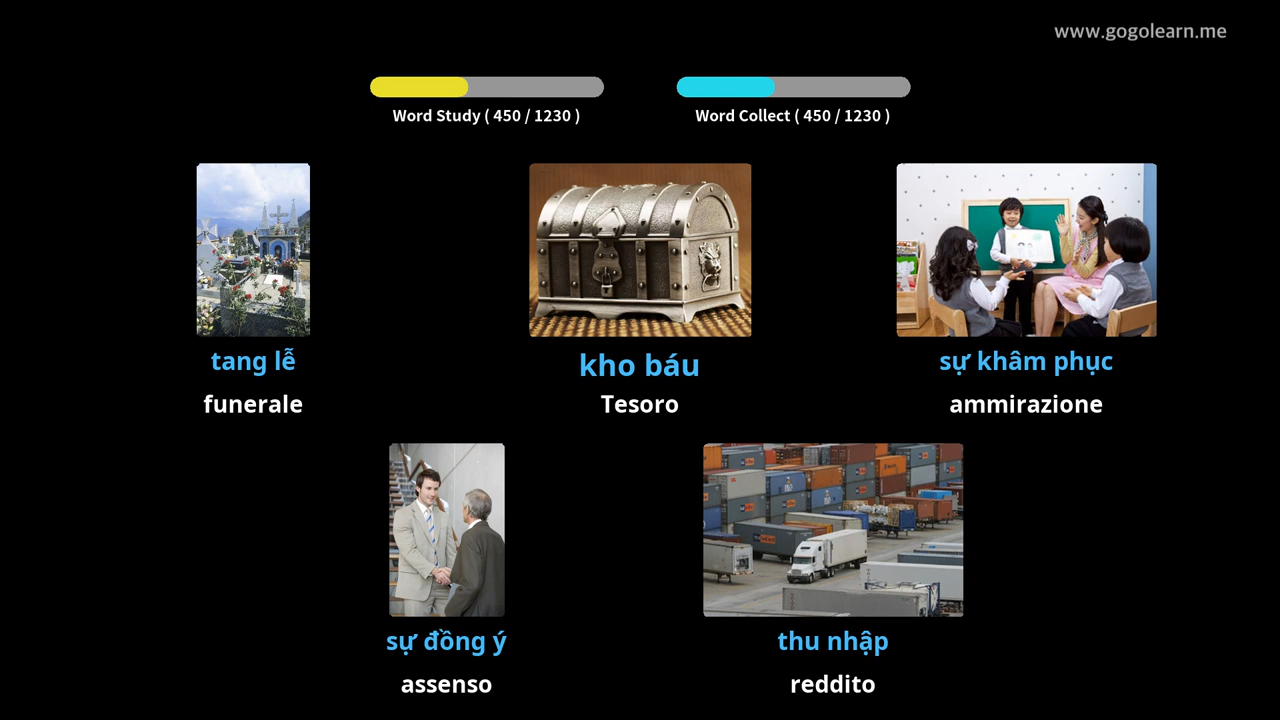 www.gogolearn.me
Word Study ( 450 / 1230 )
Word Collect ( 450 / 1230 )
tang lễ
kho báu
sự khâm phục
funerale
Tesoro
ammirazione
sự đồng ý
thu nhập
assenso
reddito